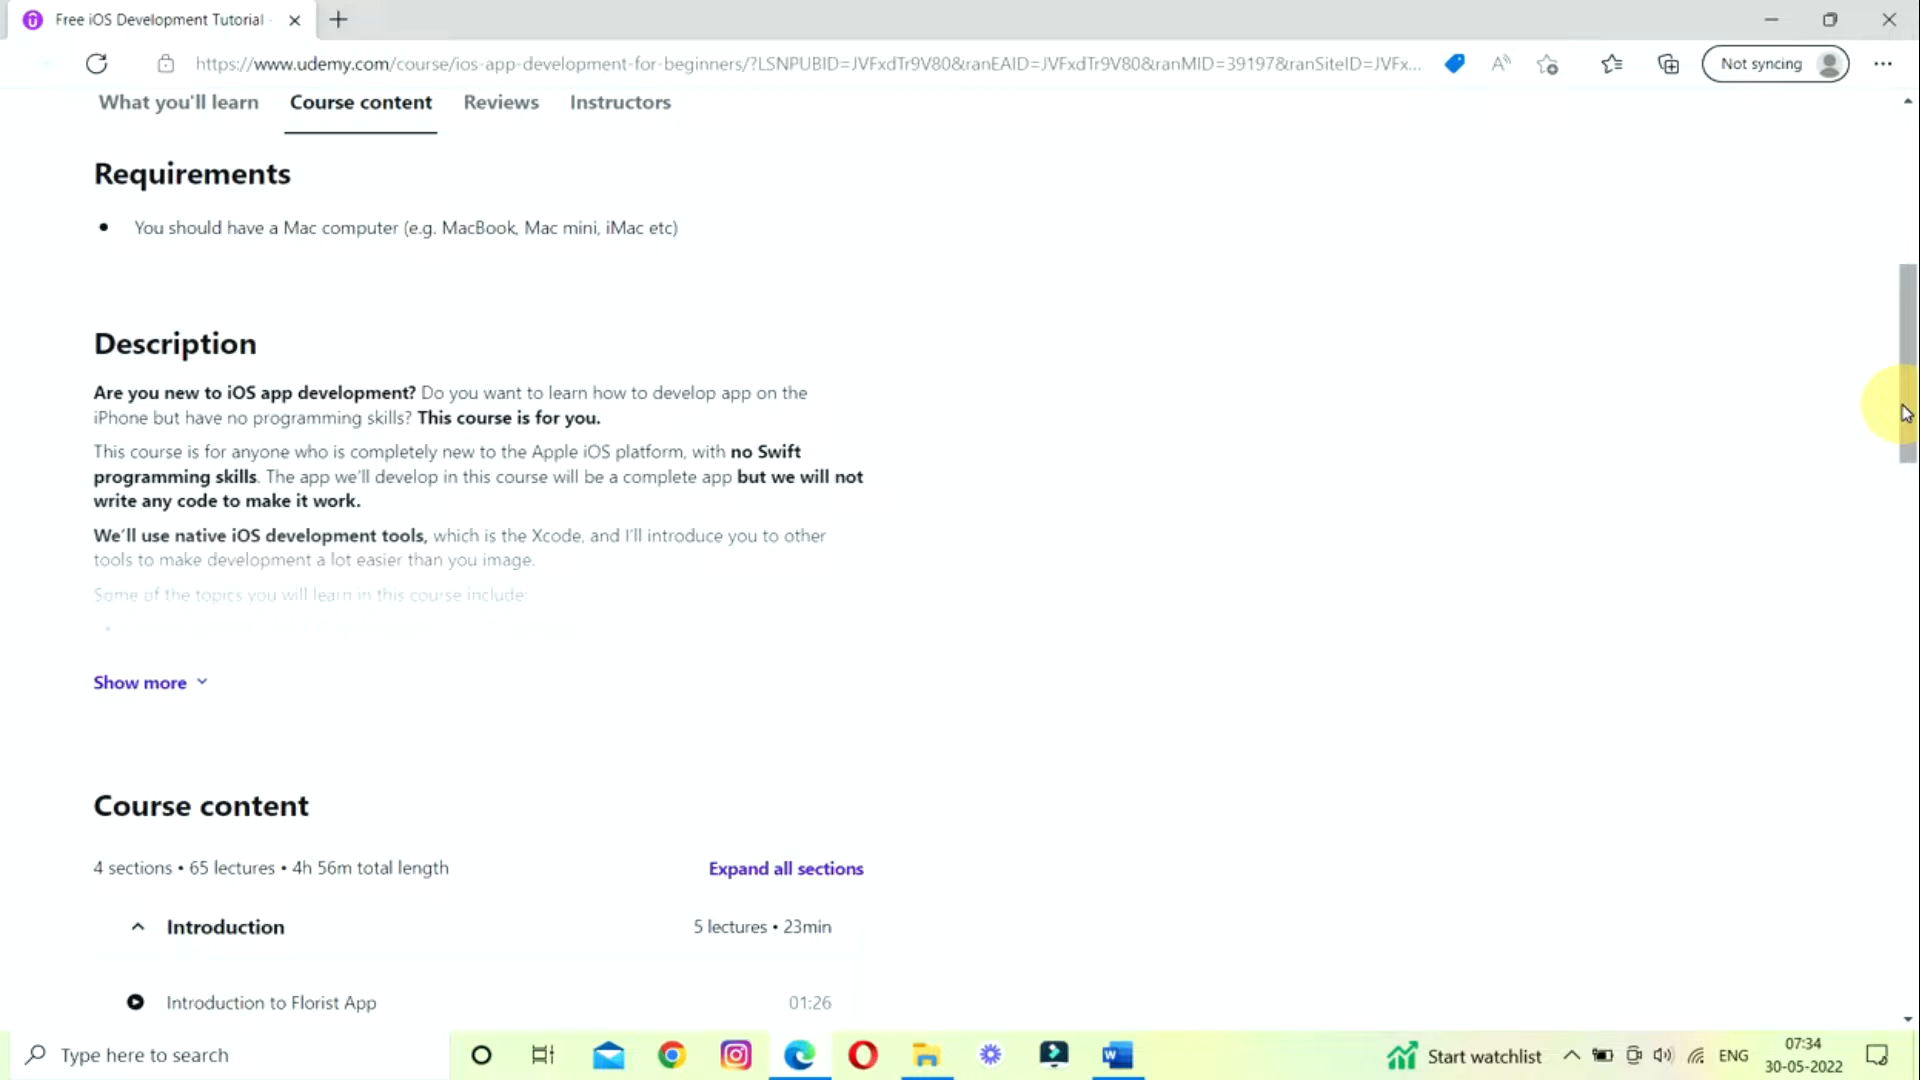 Free iOS Development Tutorial
https://www.udemy.com/course/ios-app-development-for-beginners/?LSNPUBID=JVFxdTr9V80&ranEAID=JVFxdTr9V80&ranMID=39197&ranSiteID=JVFx...
Not syncing
What you'll learn Course content Reviews Instructors
Requirements
You should have a Mac computer (e.g. MacBook, Mac mini, iMac etc)
Description
Are you new to iOS app development? Do you want to learn how to develop app on the
iPhone but have no programming skills? This course is for you.
This course is for anyone who is completely new to the Apple iOS platform, with no Swift
programming skills. The app we'll develop in this course will be a complete app but we will not
write any code to make it work.
We'll use native iOS development tools, which is the Xcode, and I'll introduce you to other
tools to make development a lot easier than you image.
Some of the topics you will learn in this course include:
Show more
Course content
4 sections • 65 lectures • 4h 56m total length
Expand all sections
Introduction
5 lectures • 23min
Introduction to Florist App
01:26
Type here to search
Start watchlist
ENG
07:34
30-05-2022